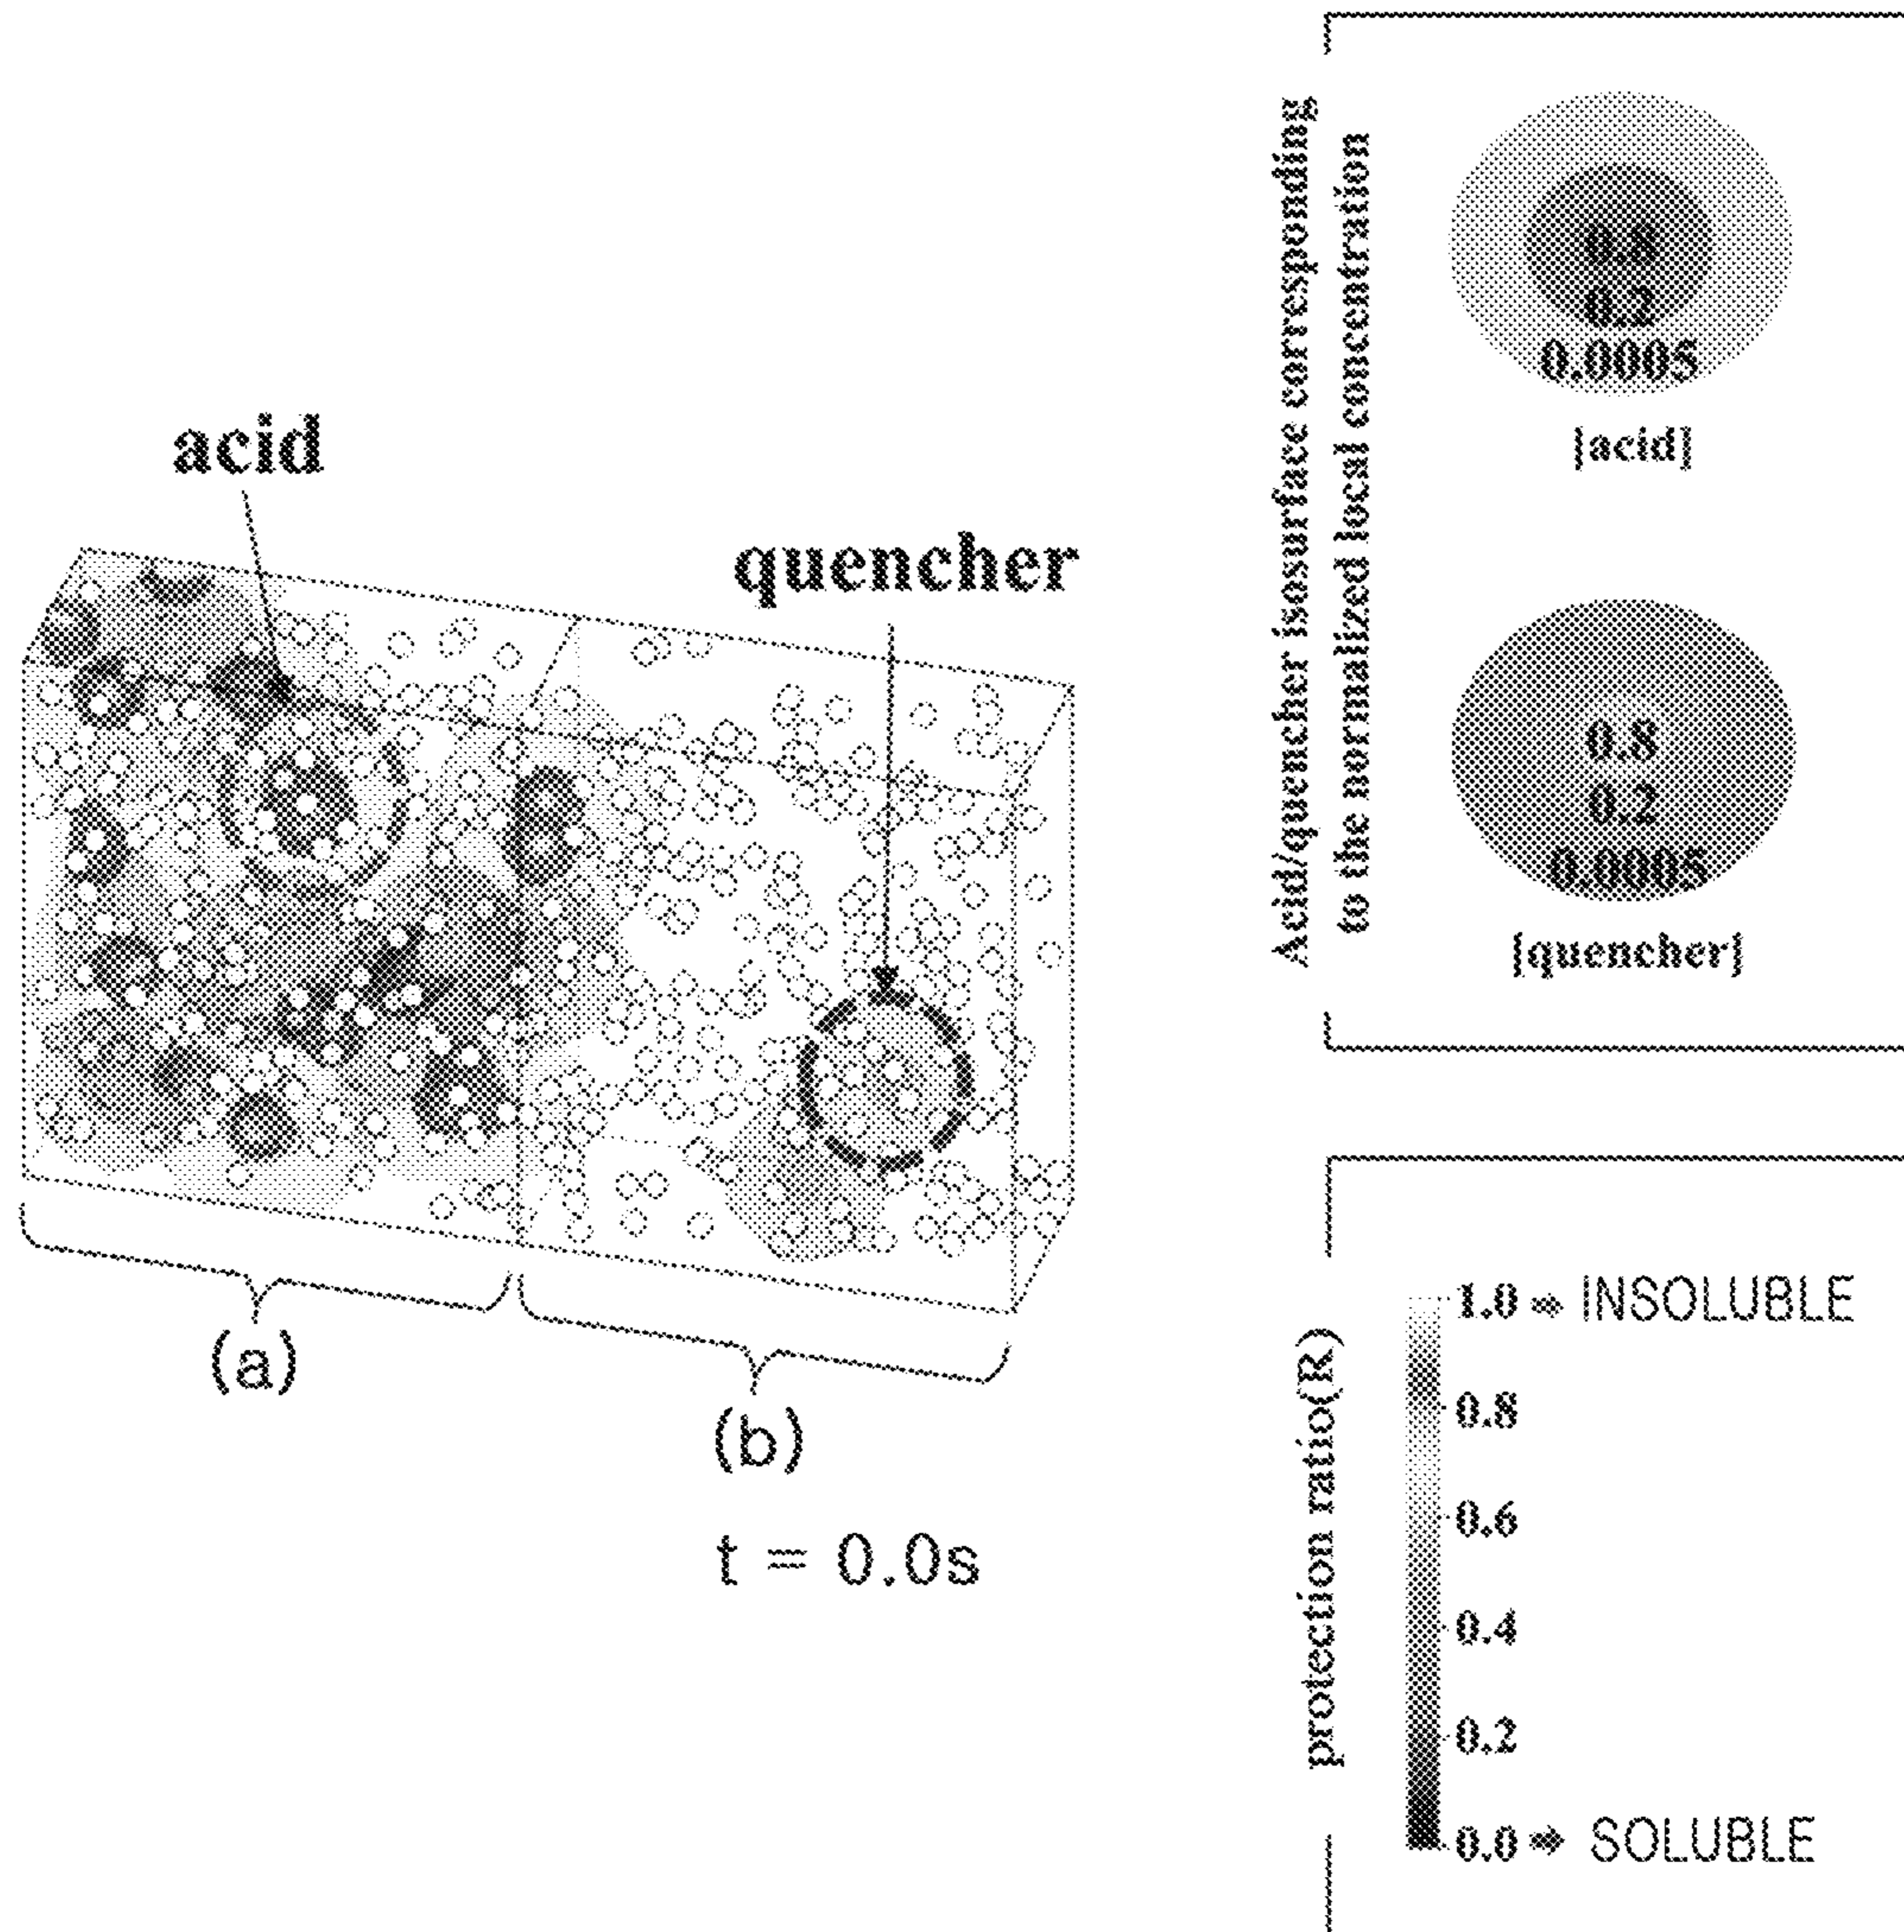 acid
quencher
(a)
(b)
t = 0.0s
Acid/quencher isosurface corresponding
to the normalized local concentration
0.8
0.2
0.0005
[acid]
0.8
0.2
0.0005
[quencher]
protection ratio(R)
1.0 ⇒ INSOLUBLE
0.8
0.6
0.4
0.2
0.0 ⇒ SOLUBLE